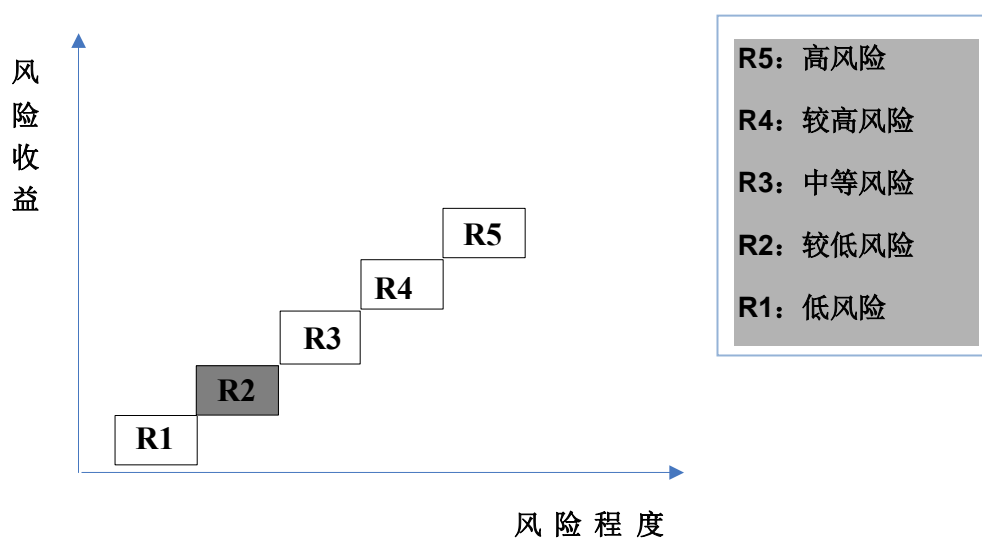 风
险
收
益
R5
R4
R3
R2
R1
风 险 程 度
R5：高风险
R4：较高风险
R3：中等风险
R2：较低风险
R1：低风险